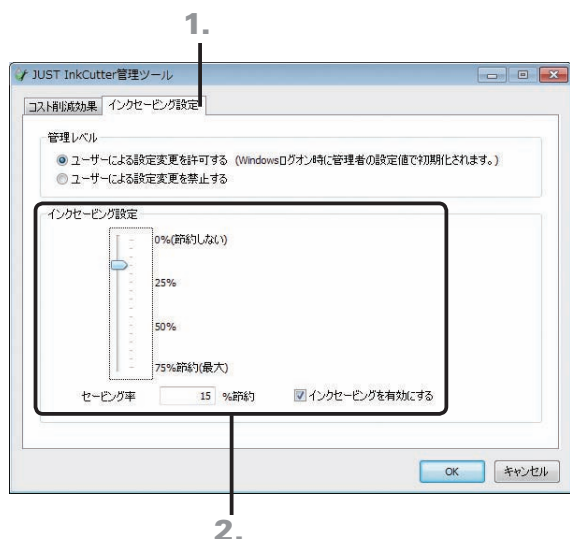 1.
JUST InkCutter管理ツール
コスト削減効果 インクセービング設定
管理レベル
ユーザーによる設定変更を許可する (Windowsログオン時に管理者の設定値で初期化されます。)
ユーザーによる設定変更を禁止する
インクセービング設定
0%(節約しない)
25%
50%
75%節約(最大)
セービング率 15 %節約 インクセービングを有効にする
OK キャンセル
2.